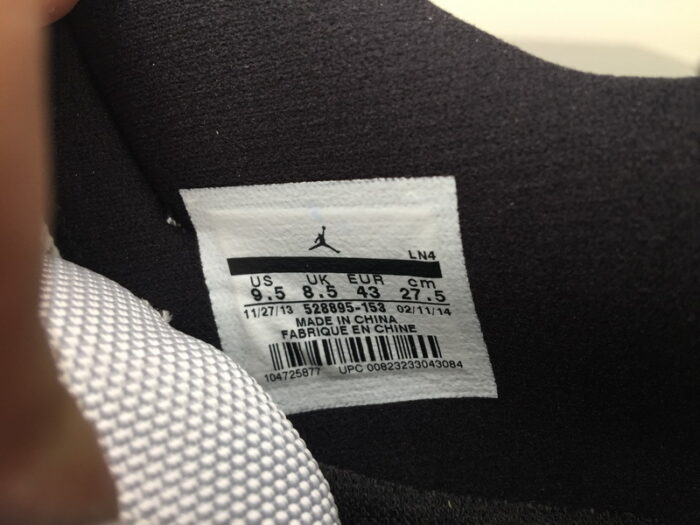 LN4
US UK EUR cm
9.5 8.5 43 27.5
11/27/13 528895-153 02/11/14
MADE IN CHINA
FABRIQUE EN CHINE
104725877 UPC 00823233043084